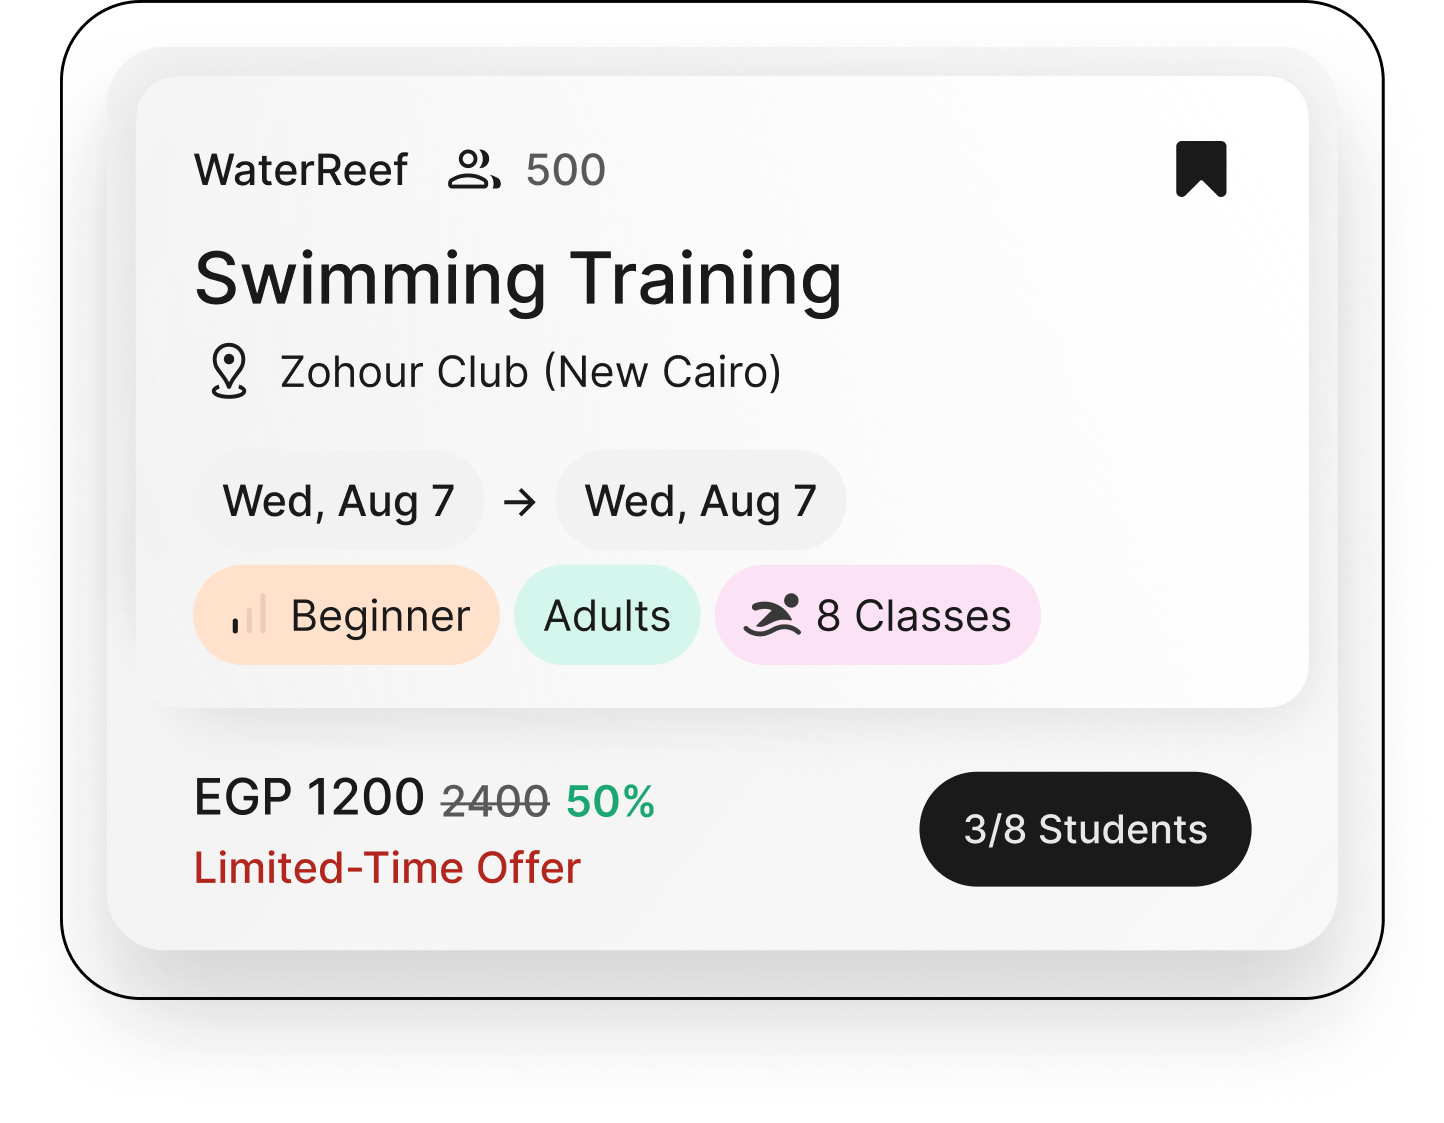 WaterReef 500
Swimming Training
Zohour Club (New Cairo)
Wed, Aug 7 → Wed, Aug 7
Beginner Adults 8 Classes
EGP 1200 2400 50%
Limited-Time Offer
3/8 Students